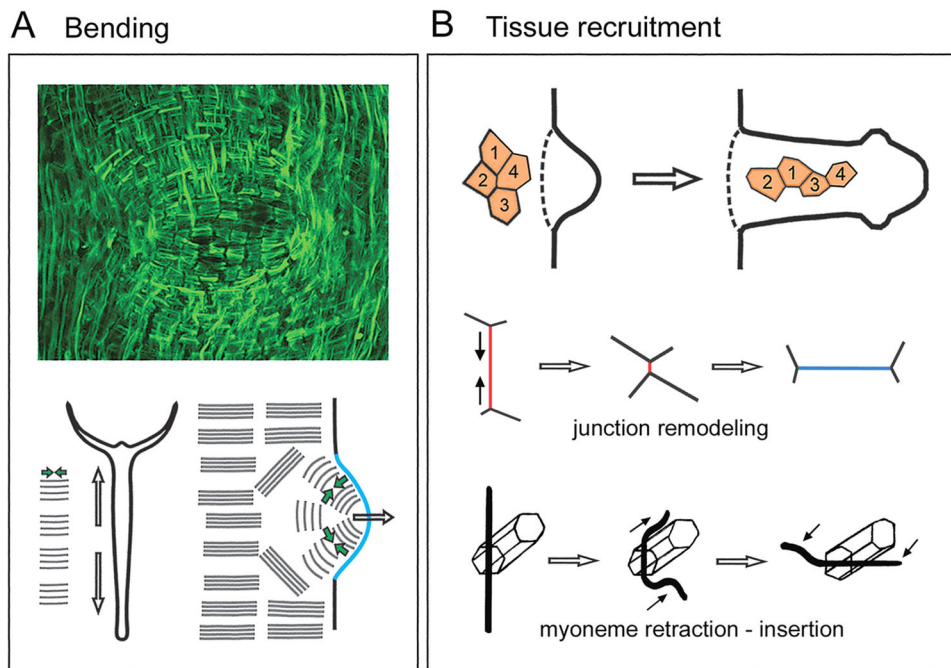 A Bending
B Tissue recruitment
1
4
2
3
2
1
3
4
junction remodeling
myoneme retraction - insertion